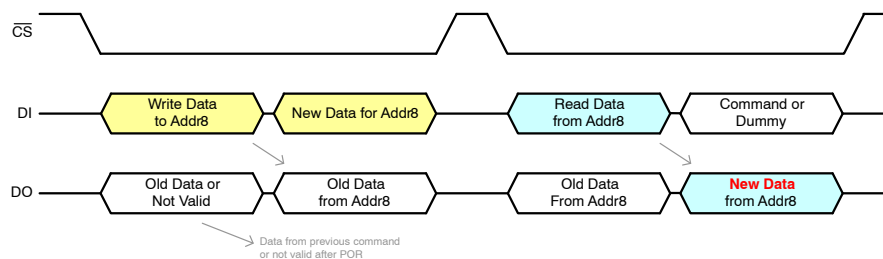 CS
DI
Write Data
to Addr8
New Data for Addr8
Read Data
from Addr8
Command or
Dummy
DO
Old Data or
Not Valid
Old Data
from Addr8
Old Data
From Addr8
New Data
from Addr8
Data from previous command
or not valid after POR